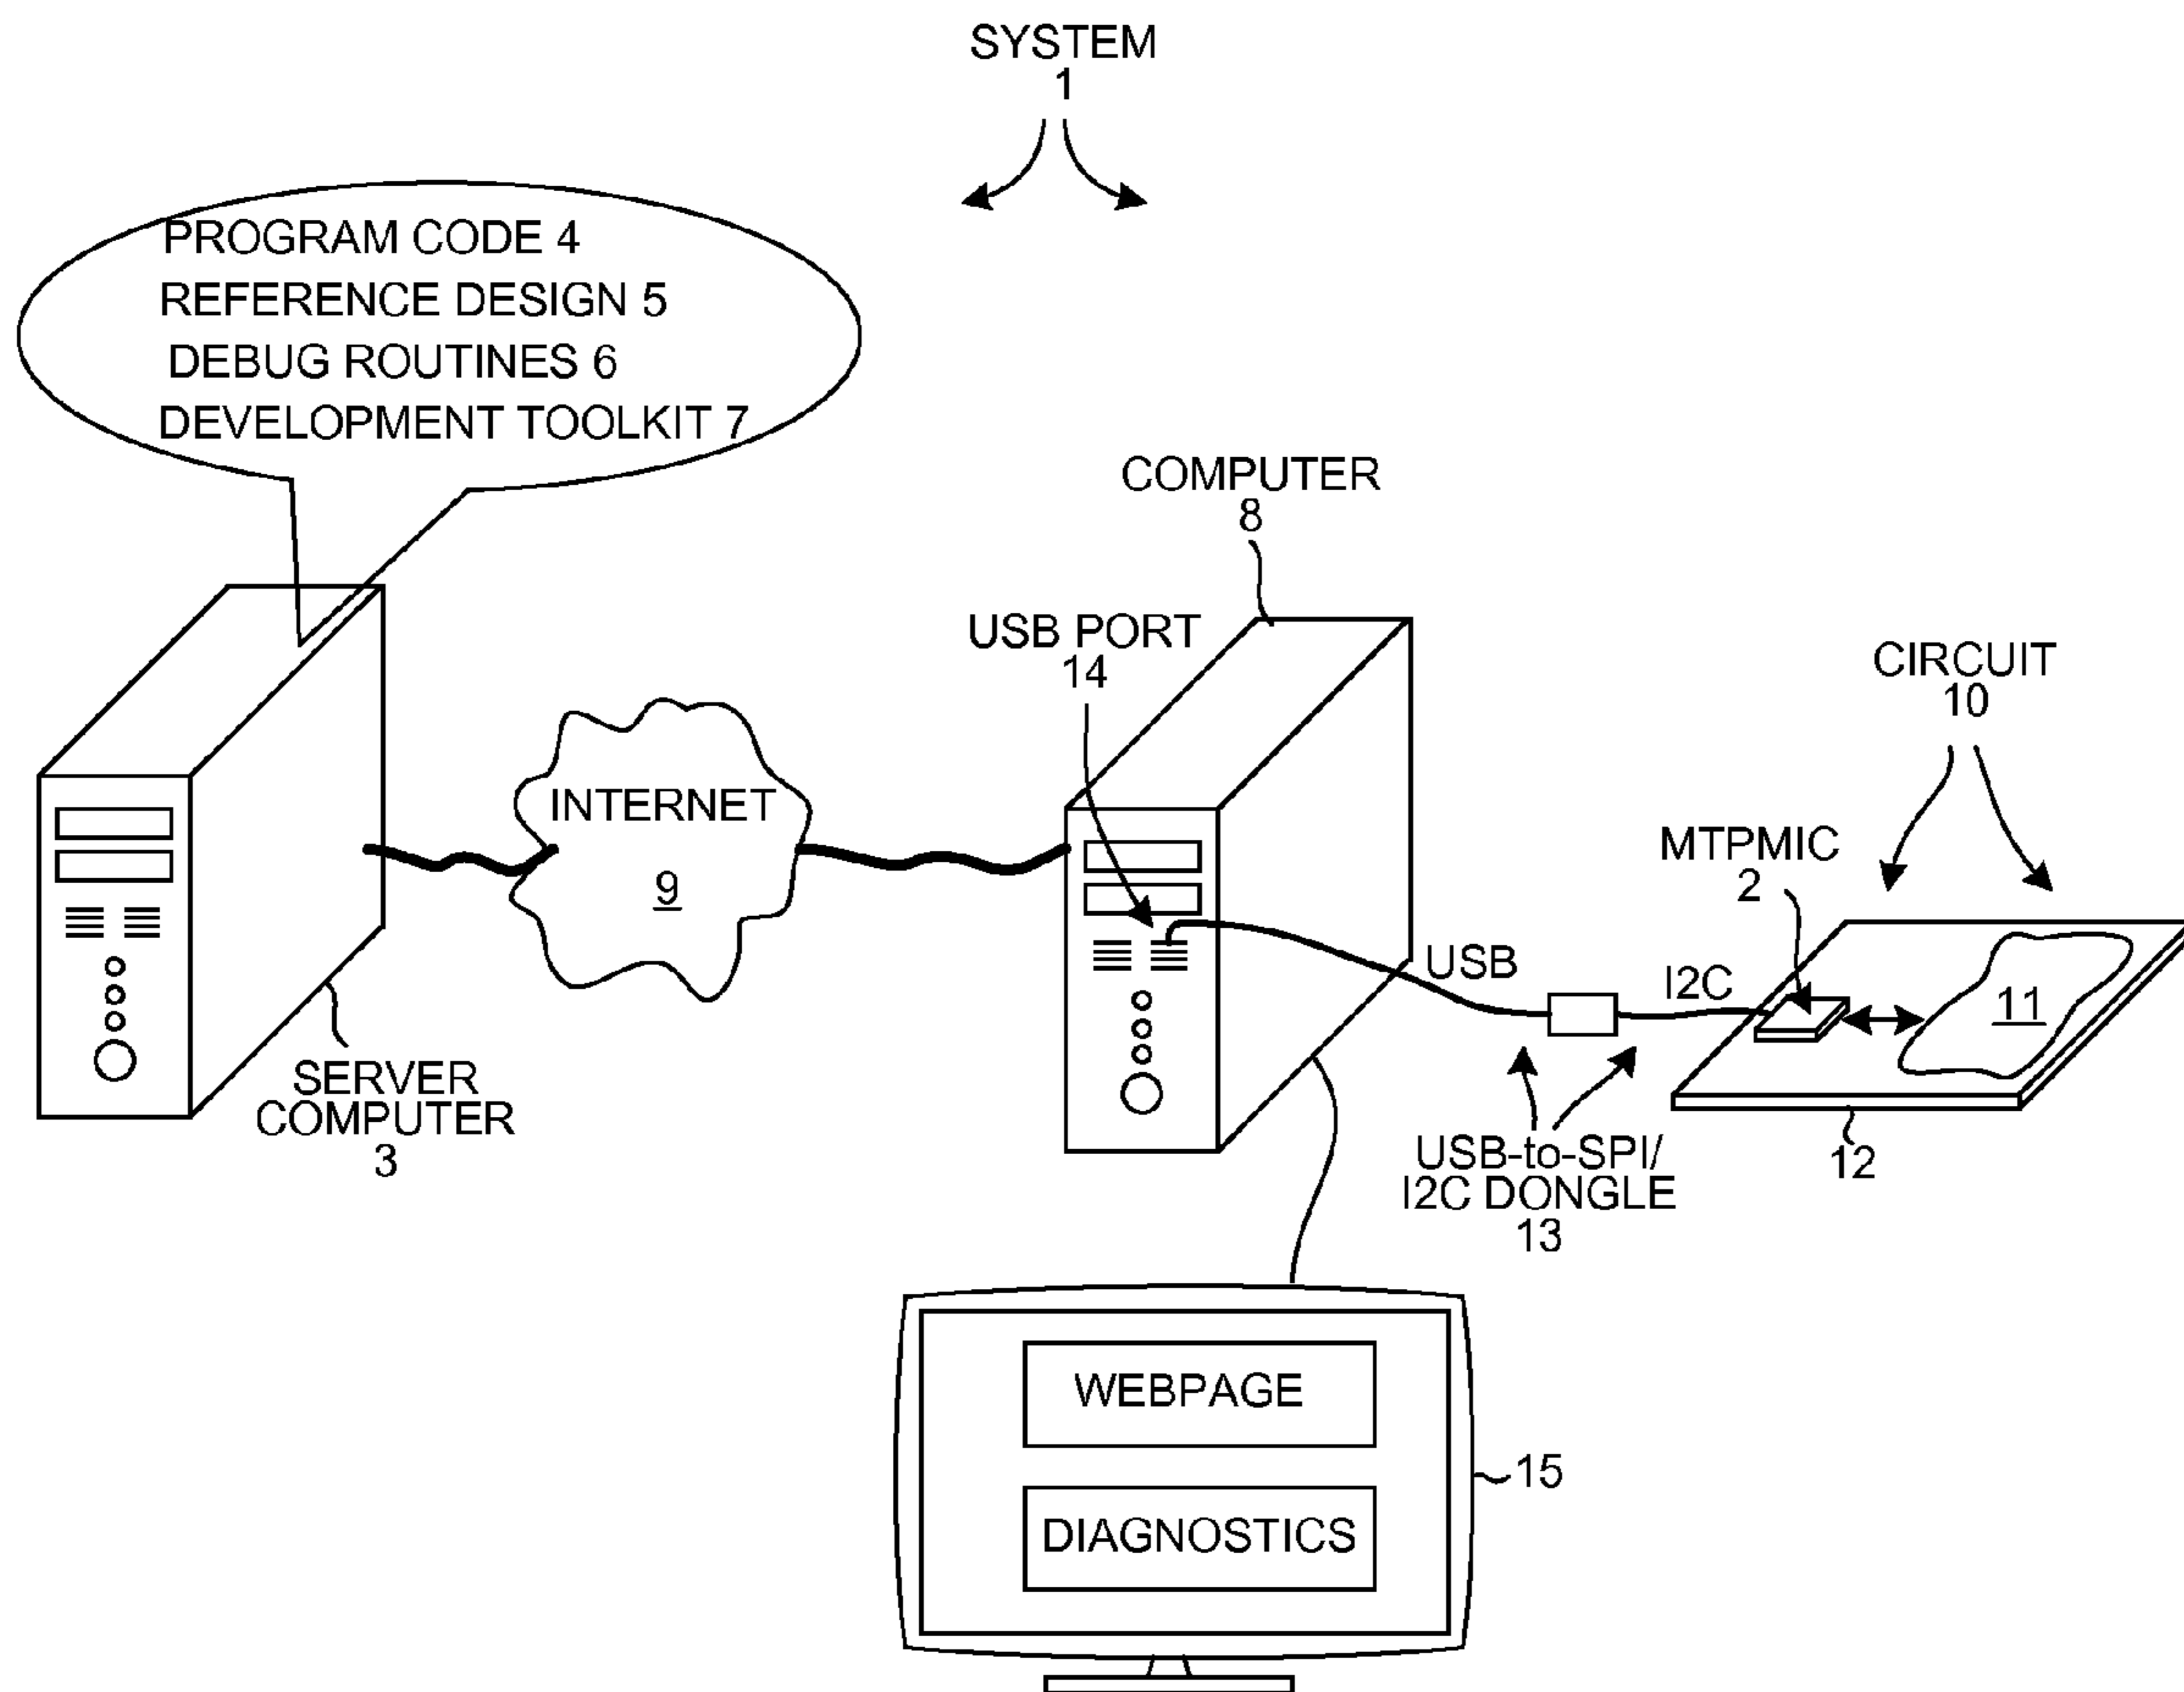 SYSTEM
1
PROGRAM CODE 4
REFERENCE DESIGN 5
DEBUG ROUTINES 6
DEVELOPMENT TOOLKIT 7
COMPUTER
8
USB PORT
14
CIRCUIT
10
INTERNET
9
MTPMIC
2
USB
I2C
11
SERVER
COMPUTER
3
USB-to-SPI/
I2C DONGLE
13
12
WEBPAGE
15
DIAGNOSTICS